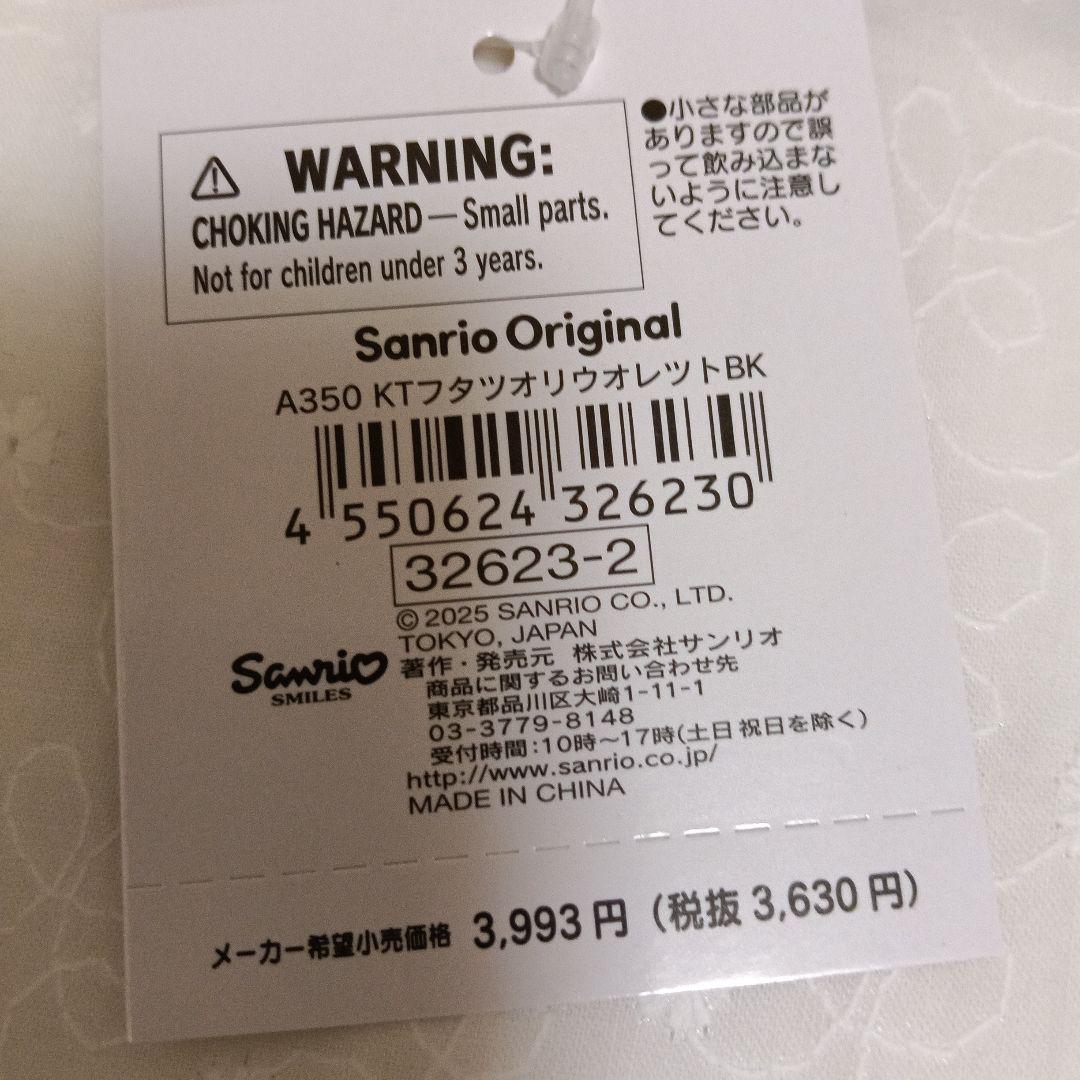 ⚠ WARNING:
CHOKING HAZARD — Small parts.
Not for children under 3 years.
●小さな部品が
ありますので誤
って飲み込まな
いように注意し
てください。
Sanrio Original
A350 KTフタツオリウオレツトBK
4 550624 326230
32623-2
© 2025 SANRIO CO., LTD.
TOKYO, JAPAN
Sanrio
SMILES
著作・発売元 株式会社サンリオ
商品に関するお問い合わせ先
東京都品川区大崎1-11-1
03-3779-8148
受付時間:10時～17時(土日祝日を除く)
http://www.sanrio.co.jp/
MADE IN CHINA
メーカー希望小売価格 3,993円(税抜3,630円)